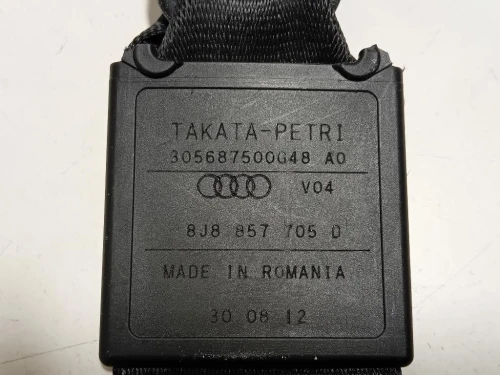 TAKATA-PETRI
305687500G48 A0
V04
8J8 857 705 D
MADE IN ROMANIA
30 08 12